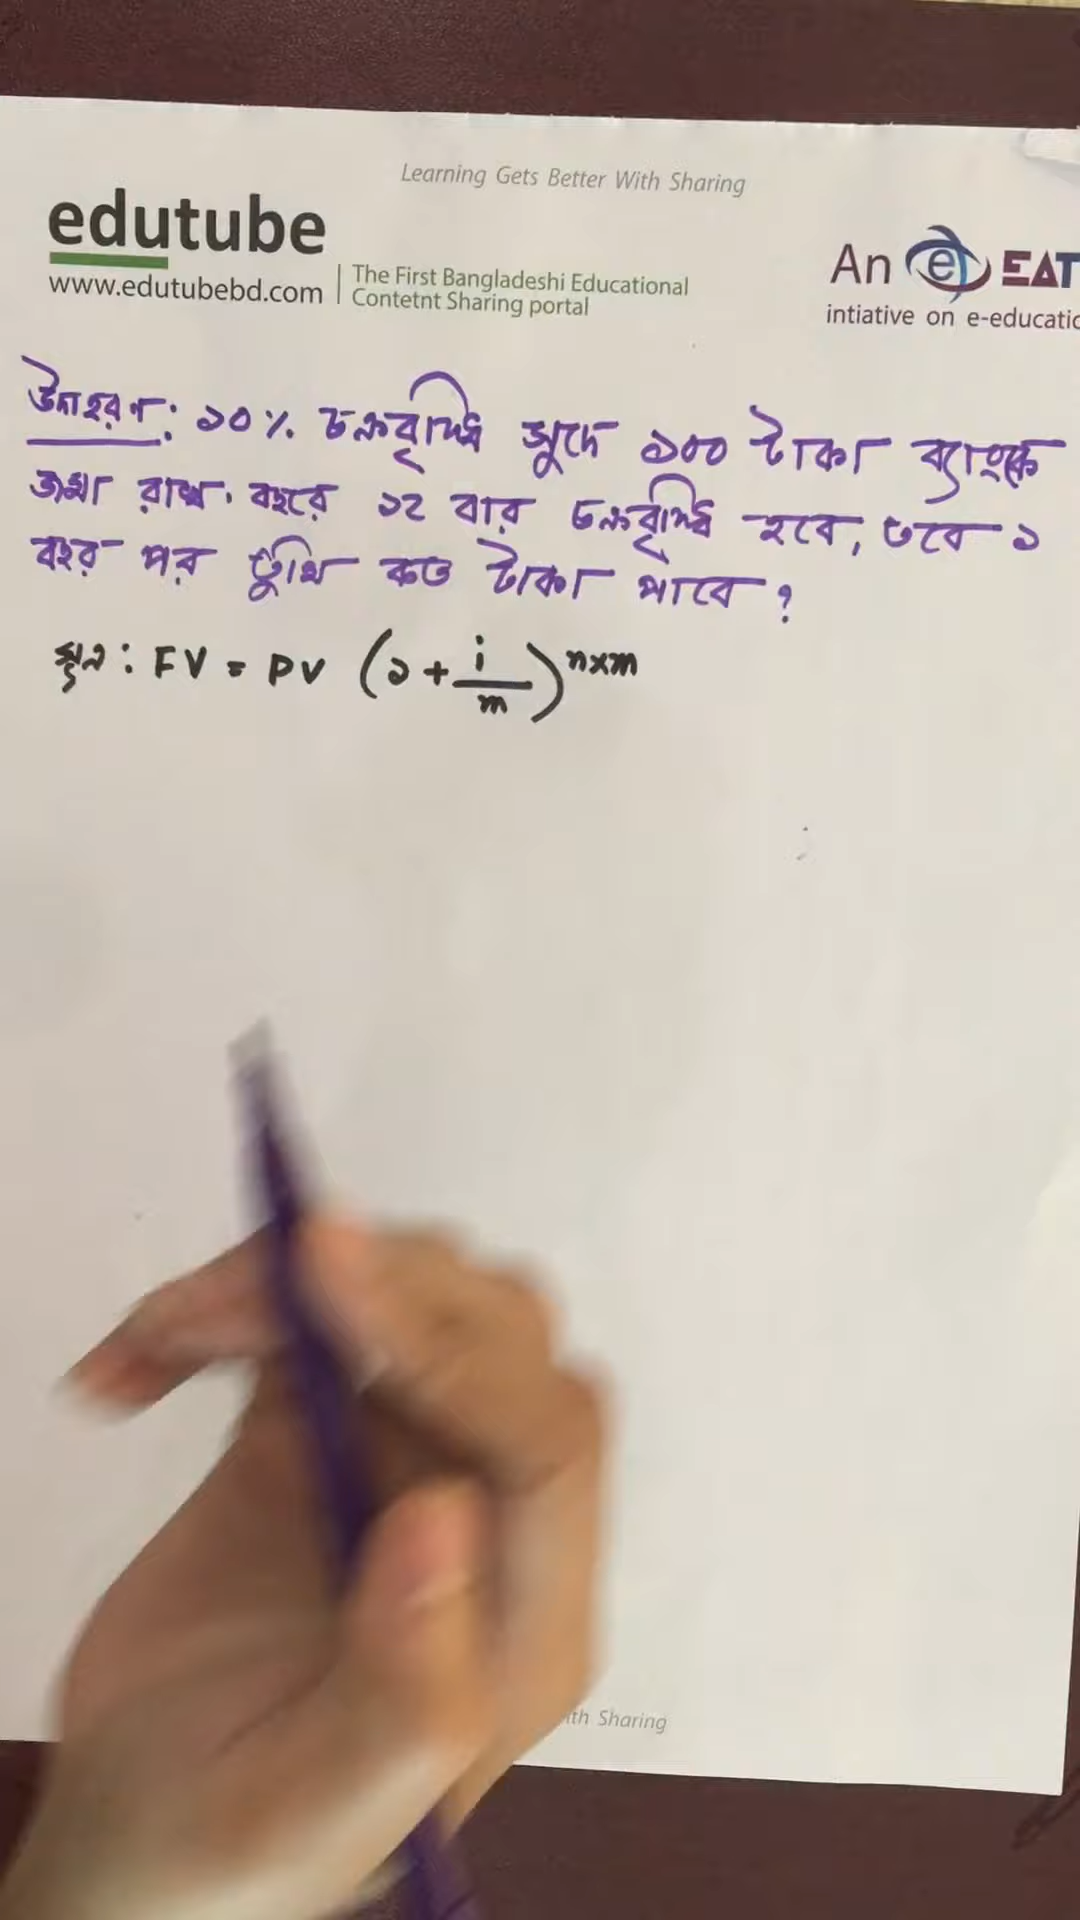 Learning Gets Better With Sharing
edutube
www.edutubebd.com
The First Bangladeshi Educational
Contetnt Sharing portal
An e EAT
intiative on e-educatio
উদাহরণ: ১০% চক্রবৃদ্ধি সুদে ১০০ টাকা ব্যাংকে
জমা রাখ. বছরে ১২ বার চক্রবৃদ্ধি হবে, তবে ১
বছর পর তুমি কত টাকা পাবে?
সূত্র: FV = PV (১ + i/m)^n×m
ith Sharing